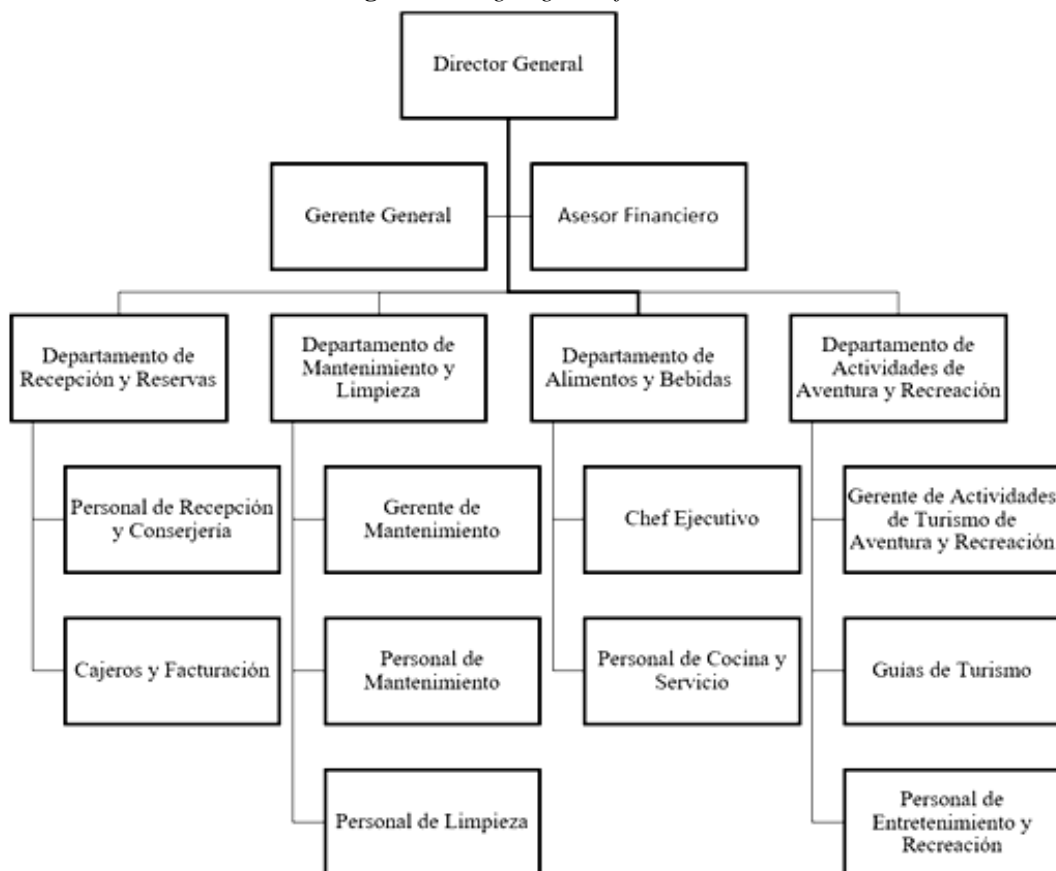 Director General
Gerente General
Asesor Financiero
Departamento de
Recepción y Reservas
Departamento de
Mantenimiento y
Limpieza
Departamento de
Alimentos y Bebidas
Departamento de
Actividades de
Aventura y Recreación
Personal de Recepción
y Conserjería
Gerente de
Mantenimiento
Chef Ejecutivo
Gerente de Actividades
de Turismo de
Aventura y Recreación
Cajeros y Facturación
Personal de
Mantenimiento
Personal de Cocina y
Servicio
Guías de Turismo
Personal de Limpieza
Personal de
Entretenimiento y
Recreación